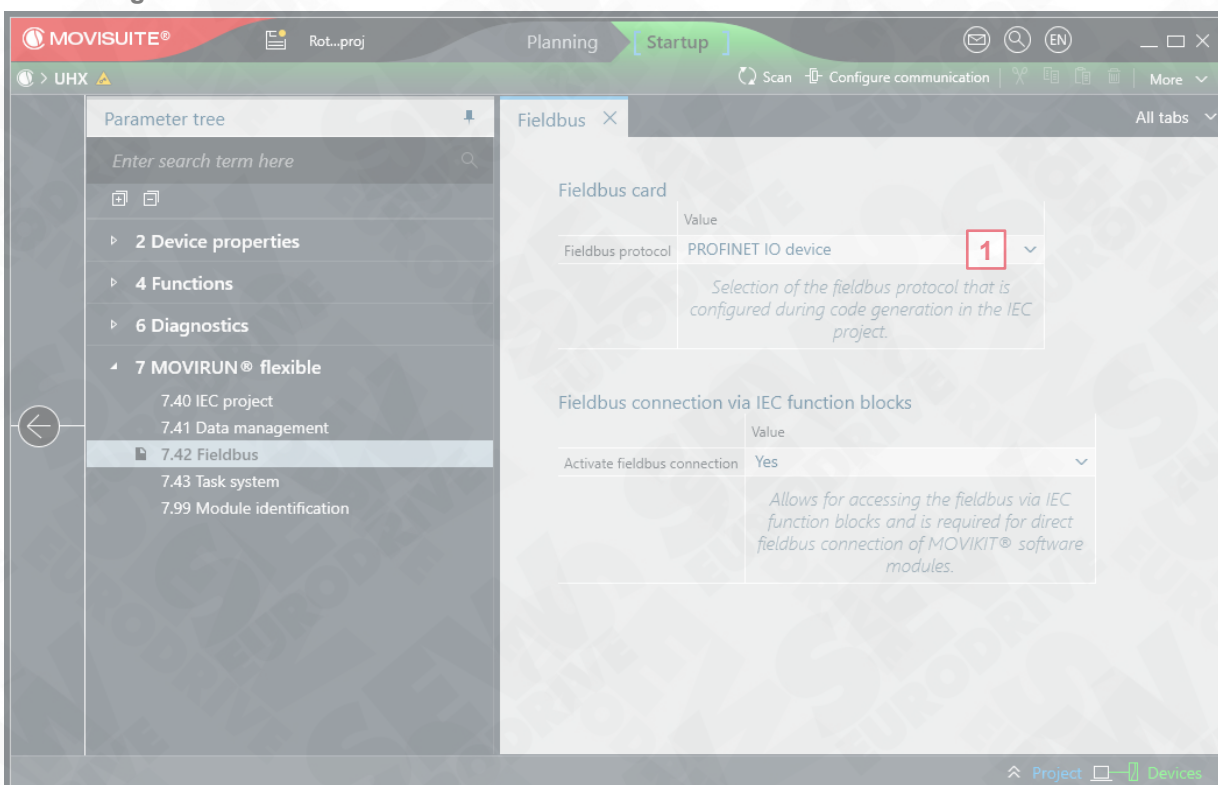 MOVISUITE®
Rot...proj
Planning
Startup
EN
> UHX
Scan
Configure communication
More
Parameter tree
Enter search term here
2 Device properties
4 Functions
6 Diagnostics
7 MOVIRUN® flexible
7.40 IEC project
7.41 Data management
7.42 Fieldbus
7.43 Task system
7.99 Module identification
Fieldbus
All tabs
Fieldbus card
Value
Fieldbus protocol PROFINET IO device 1
Selection of the fieldbus protocol that is
configured during code generation in the IEC
project.
Fieldbus connection via IEC function blocks
Value
Activate fieldbus connection Yes
Allows for accessing the fieldbus via IEC
function blocks and is required for direct
fieldbus connection of MOVIKIT® software
modules.
Project
Devices